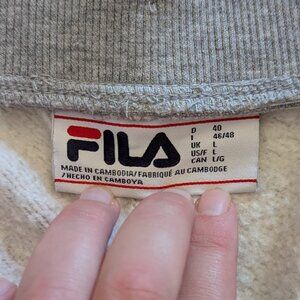 FILA
D 40
I 46/48
UK L
US/F L
CAN L/G
MADE IN CAMBODIA/FABRIQUÉ AU CAMBODGE
/HECHO EN CAMBOYA